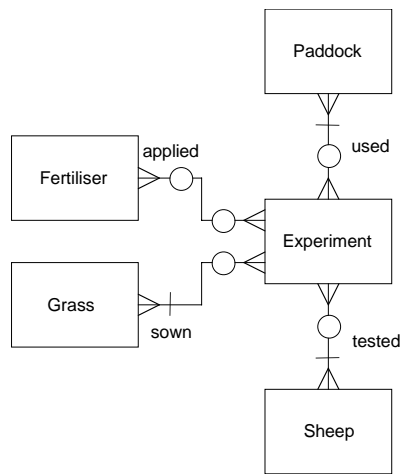 Paddock
applied
used
Fertiliser
Experiment
Grass
sown
tested
Sheep